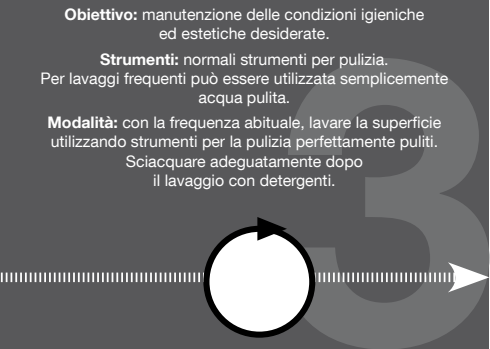 Obiettivo: manutenzione delle condizioni igieniche
ed estetiche desiderate.
Strumenti: normali strumenti per pulizia.
Per lavaggi frequenti può essere utilizzata semplicemente
acqua pulita.
Modalità: con la frequenza abituale, lavare la superficie
utilizzando strumenti per la pulizia perfettamente puliti.
Sciacquare adeguatamente dopo
il lavaggio con detergenti.
3